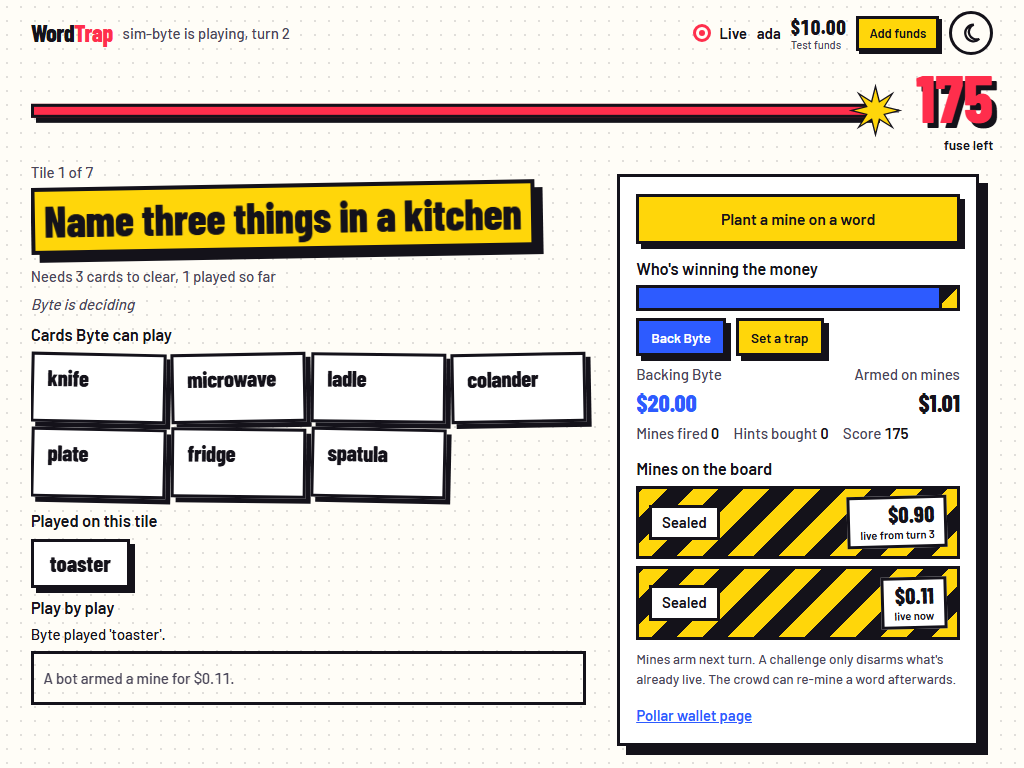 WordTrap sim-byte is playing, turn 2
Live ada $10.00 Test funds Add funds
175
fuse left
Tile 1 of 7
Name three things in a kitchen
Needs 3 cards to clear, 1 played so far
Byte is deciding
Cards Byte can play
knife microwave ladle colander
plate fridge spatula
Played on this tile
toaster
Play by play
Byte played 'toaster'.
A bot armed a mine for $0.11.
Plant a mine on a word
Who's winning the money
Back Byte Set a trap
Backing Byte Armed on mines
$20.00 $1.01
Mines fired 0 Hints bought 0 Score 175
Mines on the board
Sealed $0.90
live from turn 3
Sealed $0.11
live now
Mines arm next turn. A challenge only disarms what's
already live. The crowd can re-mine a word afterwards.
Pollar wallet page